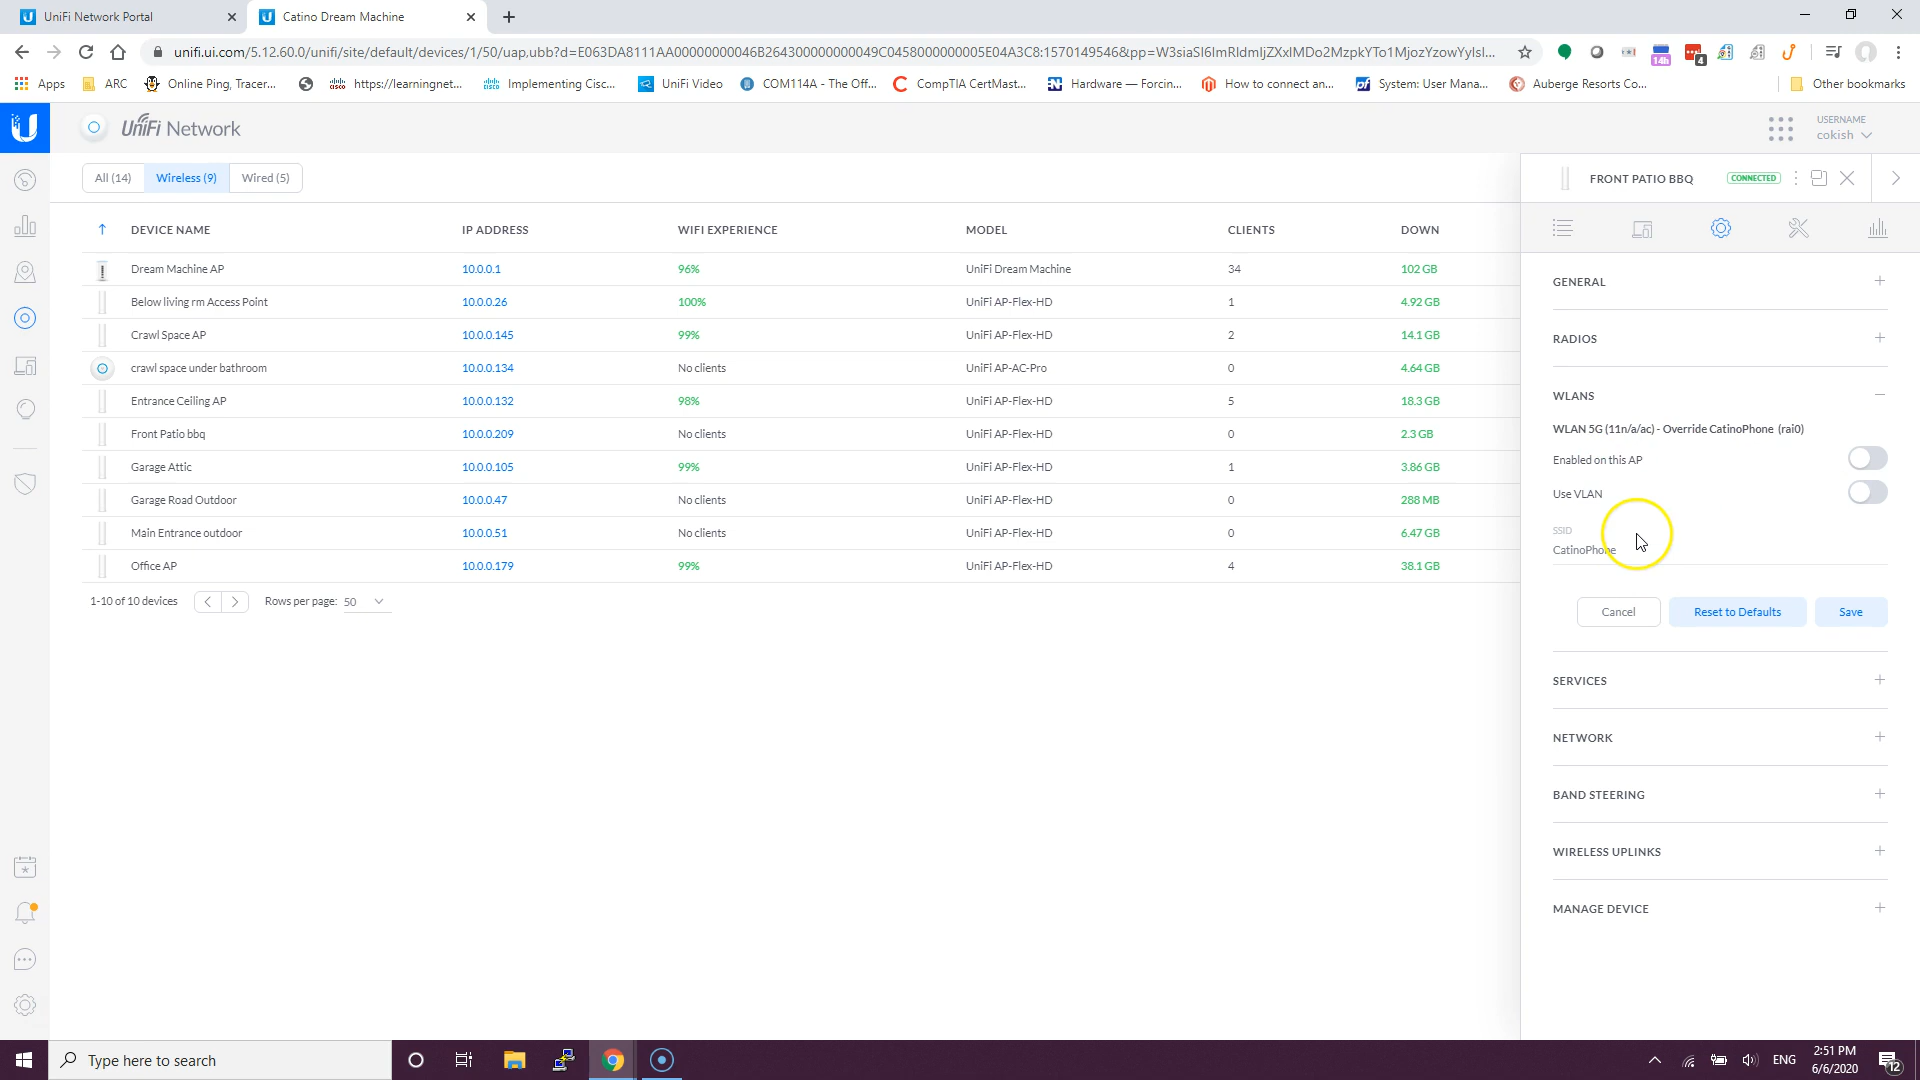 UniFi Network Portal
Catino Dream Machine
unifi.ui.com/5.12.60.0/unifi/site/default/devices/1/50/uap,ubb?d=E063DA8111AA00000000046B264300000000049C0458000000005E04A3C8:1570149546&pp=W3siaSI6ImRldmljZXxlMDo2MzpkYTo1MjozYzowYyIsI...
14h
4
Apps
ARC
Online Ping, Tracer...
https://learningnet...
Implementing Cisc...
UniFi Video
COM114A - The Off...
CompTIA CertMast...
Hardware — Forcin...
How to connect an...
System: User Mana...
Auberge Resorts Co...
Other bookmarks
UniFi Network
USERNAME
cokish
All (14)
Wireless (9)
Wired (5)
FRONT PATIO BBQ
CONNECTED
DEVICE NAME IP ADDRESS WIFI EXPERIENCE MODEL CLIENTS DOWN
Dream Machine AP 10.0.0.1 96% UniFi Dream Machine 34 102 GB
Below living rm Access Point 10.0.0.26 100% UniFi AP-Flex-HD 1 4.92 GB
Crawl Space AP 10.0.0.145 99% UniFi AP-Flex-HD 2 14.1 GB
crawl space under bathroom 10.0.0.134 No clients UniFi AP-AC-Pro 0 4.64 GB
Entrance Ceiling AP 10.0.0.132 98% UniFi AP-Flex-HD 5 18.3 GB
Front Patio bbq 10.0.0.209 No clients UniFi AP-Flex-HD 0 2.3 GB
Garage Attic 10.0.0.105 99% UniFi AP-Flex-HD 1 3.86 GB
Garage Road Outdoor 10.0.0.47 No clients UniFi AP-Flex-HD 0 288 MB
Main Entrance outdoor 10.0.0.51 No clients UniFi AP-Flex-HD 0 6.47 GB
Office AP 10.0.0.179 99% UniFi AP-Flex-HD 4 38.1 GB
1-10 of 10 devices
Rows per page: 50
GENERAL
RADIOS
WLANS
WLAN 5G (11n/a/ac) - Override CatinoPhone (rai0)
Enabled on this AP
Use VLAN
SSID
CatinoPhone
Cancel
Reset to Defaults
Save
SERVICES
NETWORK
BAND STEERING
WIRELESS UPLINKS
MANAGE DEVICE
Type here to search
ENG
2:51 PM
6/6/2020
12